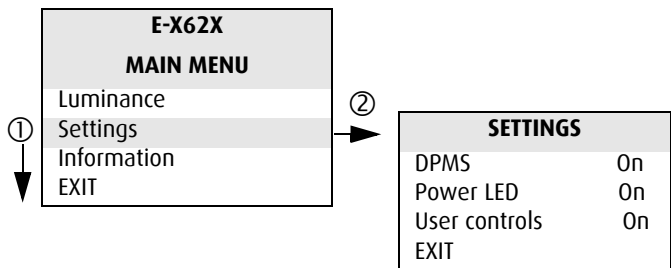 E-X62X
MAIN MENU
Luminance
Settings
Information
EXIT
①
②
SETTINGS
DPMS On
Power LED On
User controls On
EXIT